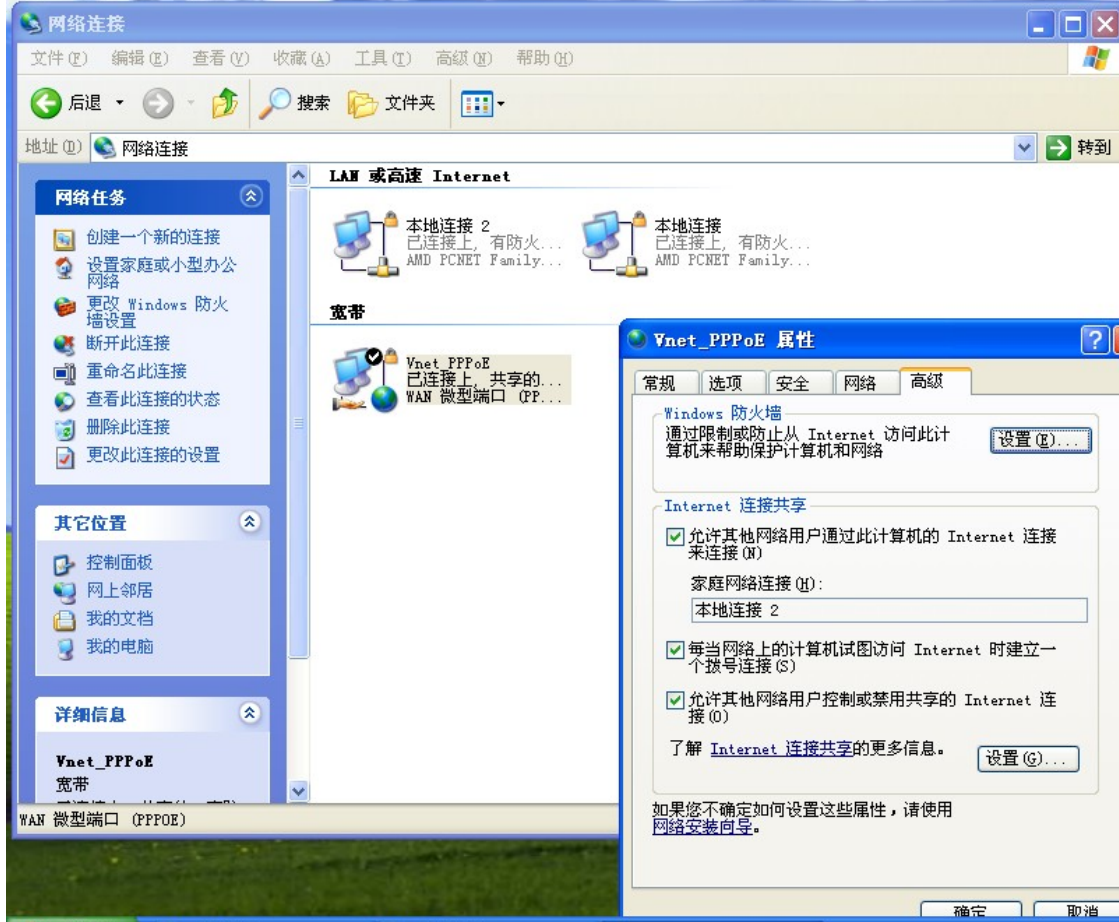 网络连接
文件(F) 编辑(E) 查看(V) 收藏(A) 工具(T) 高级(N) 帮助(H)
后退 搜索 文件夹
地址(D) 网络连接 转到
网络任务
创建一个新的连接
设置家庭或小型办公
网络
更改 Windows 防火
墙设置
断开此连接
重命名此连接
查看此连接的状态
删除此连接
更改此连接的设置
其它位置
控制面板
网上邻居
我的文档
我的电脑
详细信息
Vnet_PPPoE
宽带
LAN 或高速 Internet
本地连接 2
已连接上, 有防火...
AMD PCNET Family...
本地连接
已连接上, 有防火...
AMD PCNET Family...
宽带
Vnet_PPPoE
已连接上, 共享的...
WAN 微型端口 (PP...
WAN 微型端口 (PPPOE)
Vnet_PPPoE 属性
常规 选项 安全 网络 高级
Windows 防火墙
通过限制或防止从 Internet 访问此计
算机来帮助保护计算机和网络
设置(E)...
Internet 连接共享
允许其他网络用户通过此计算机的 Internet 连接
来连接(N)
家庭网络连接(H):
本地连接 2
每当网络上的计算机试图访问 Internet 时建立一
个拨号连接(S)
允许其他网络用户控制或禁用共享的 Internet 连
接(O)
了解 Internet 连接共享的更多信息。
设置(G)...
如果您不确定如何设置这些属性，请使用
网络安装向导。
确定 取消